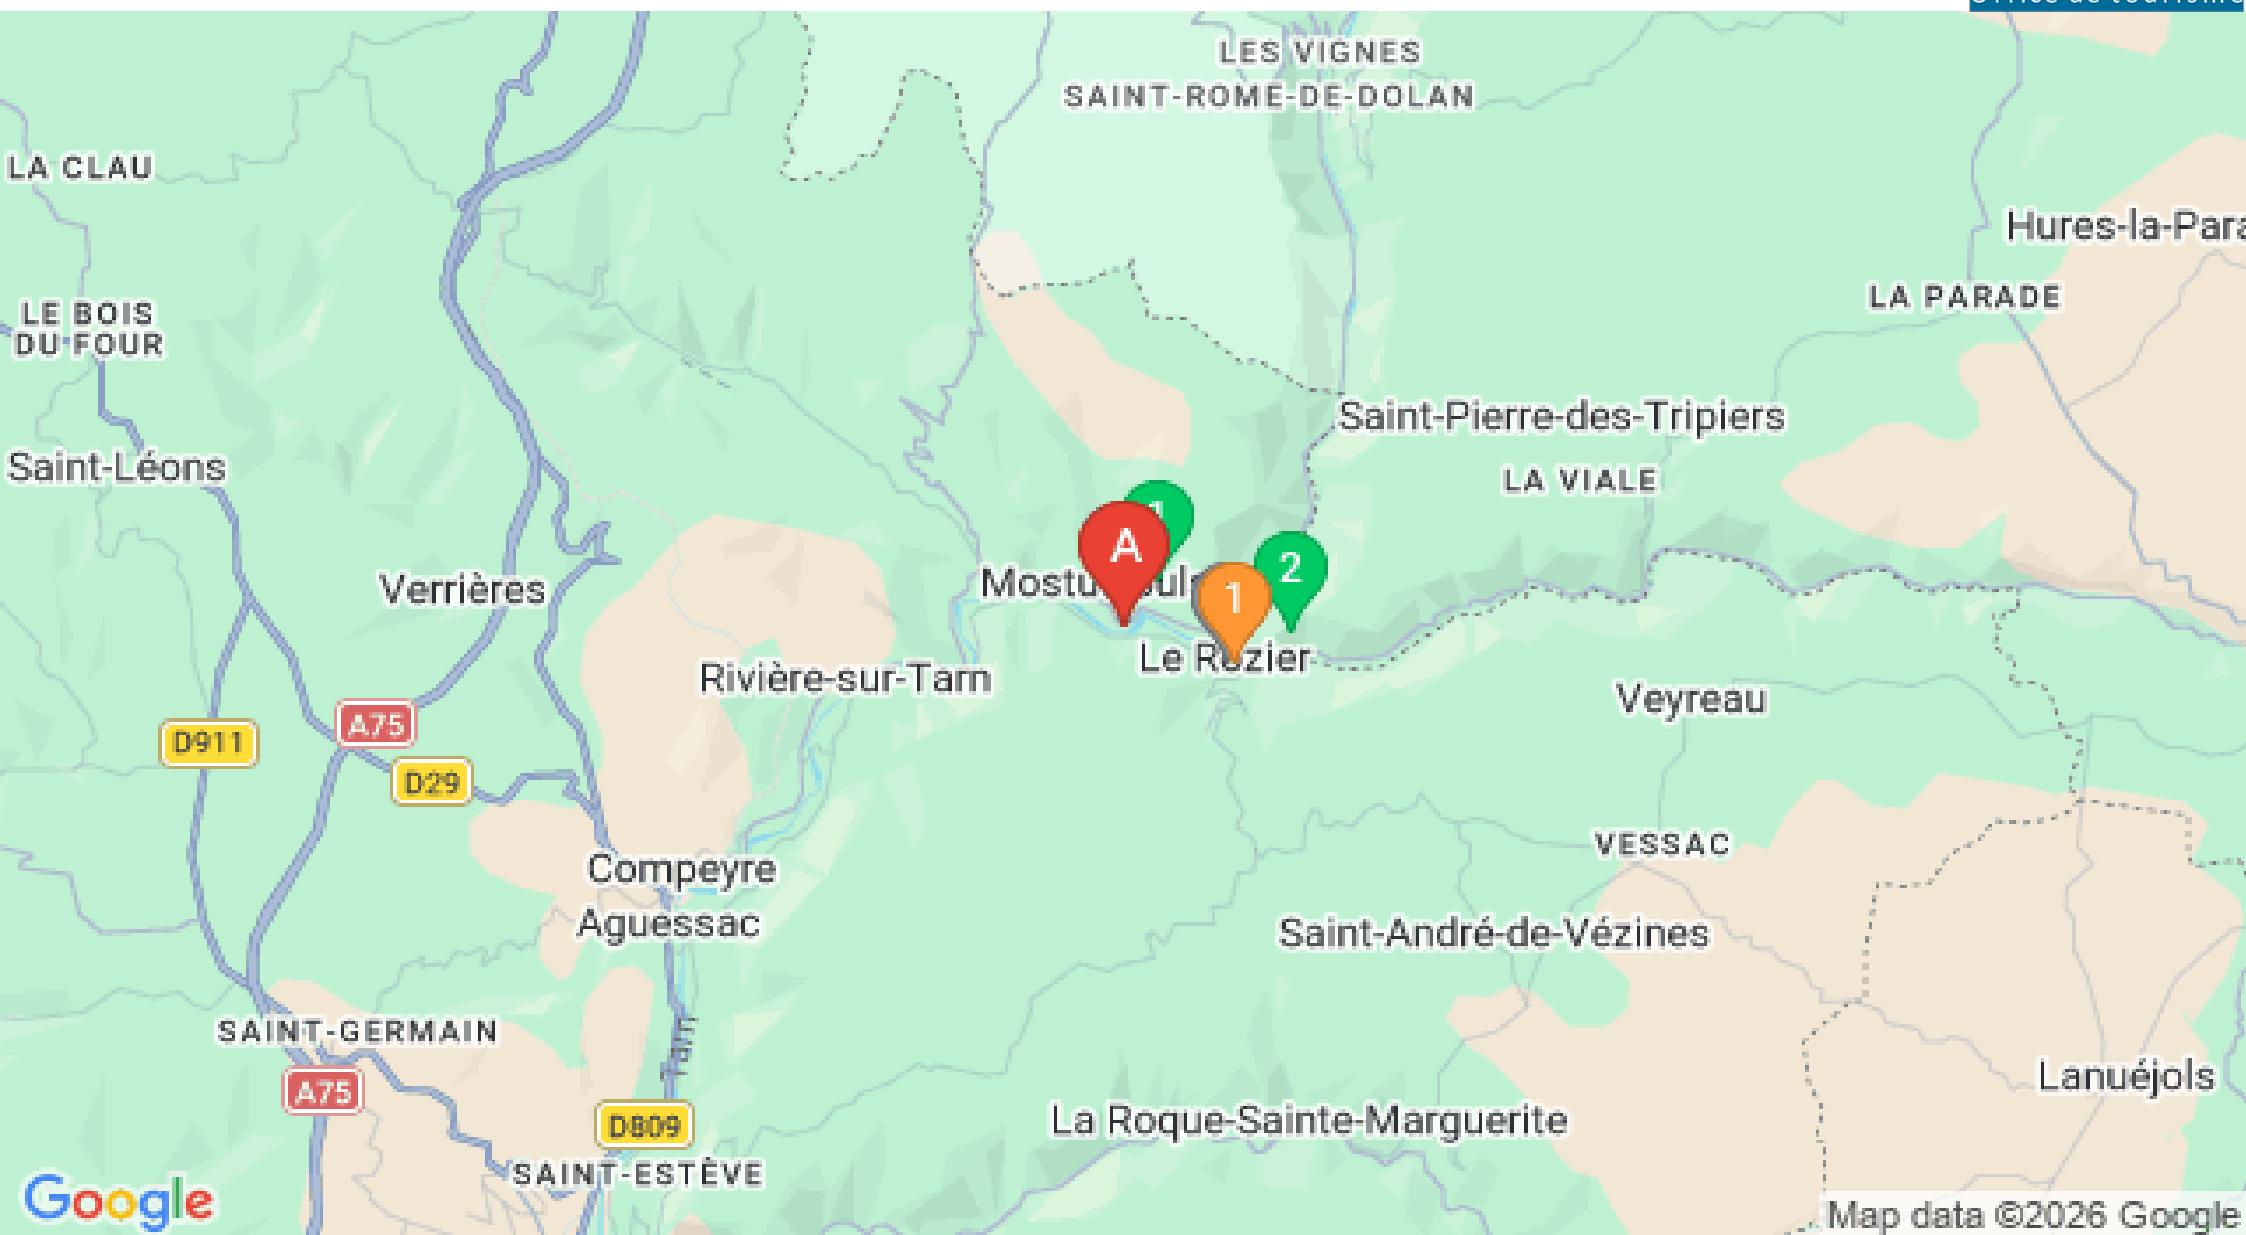 LES VIGNES
SAINT-ROME-DE-DOLAN
LA CLAU
Hures-la-Para
LA PARADE
LE BOIS
DU FOUR
Saint-Pierre-des-Tripiers
Saint-Léons
LA VIALE
1
A
2
1
Verrières
Le Rozier
Rivière-sur-Tarn
Veyreau
A75
D911
D29
VESSAC
Compeyre
Aguessac
Saint-André-de-Vézines
SAINT-GERMAIN
Tarn
A75
Lanuéjols
La Roque-Sainte-Marguerite
D809
SAINT-ESTÈVE
Google
Map data ©2026 Google